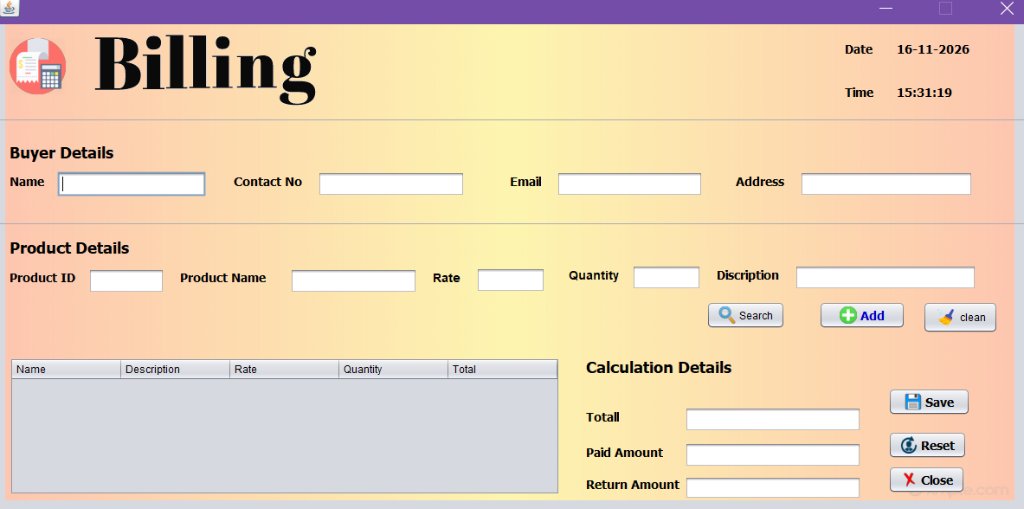 Billing
Date 16-11-2026
Time 15:31:19
Buyer Details
Name Contact No Email Address
Product Details
Product ID Product Name Rate Quantity Discription
Search Add clean
Name Description Rate Quantity Total
Calculation Details
Totall
Save
Paid Amount
Reset
Return Amount
Close